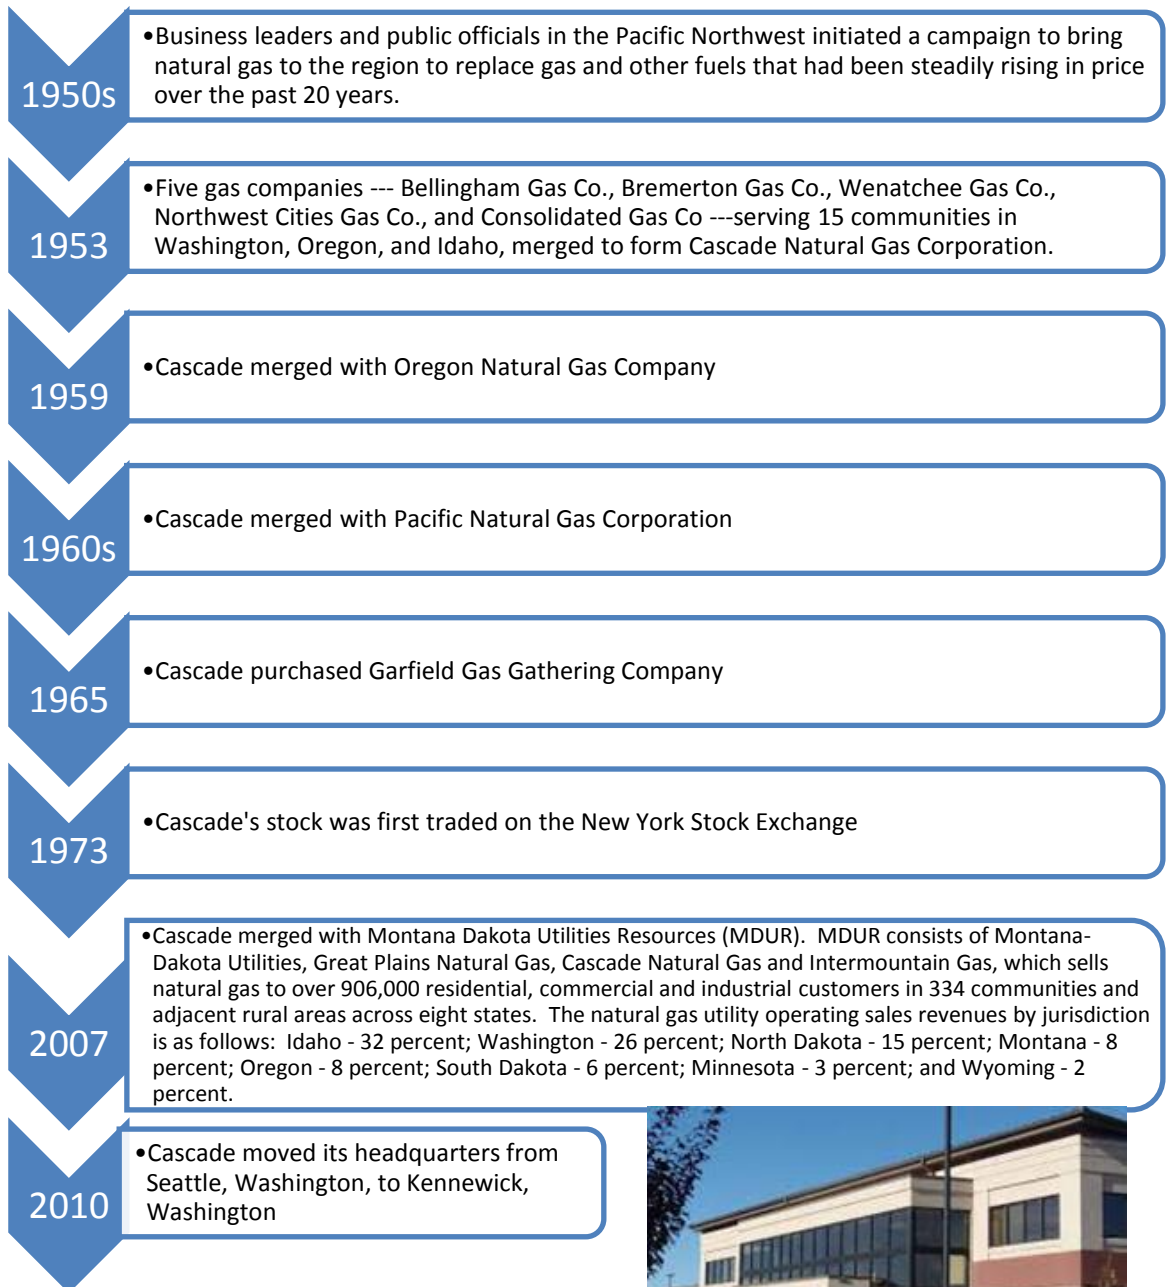 1950s
•Business leaders and public officials in the Pacific Northwest initiated a campaign to bring
natural gas to the region to replace gas and other fuels that had been steadily rising in price
over the past 20 years.
1953
•Five gas companies --- Bellingham Gas Co., Bremerton Gas Co., Wenatchee Gas Co.,
Northwest Cities Gas Co., and Consolidated Gas Co ---serving 15 communities in
Washington, Oregon, and Idaho, merged to form Cascade Natural Gas Corporation.
1959
•Cascade merged with Oregon Natural Gas Company
1960s
•Cascade merged with Pacific Natural Gas Corporation
1965
•Cascade purchased Garfield Gas Gathering Company
1973
•Cascade's stock was first traded on the New York Stock Exchange
2007
•Cascade merged with Montana Dakota Utilities Resources (MDUR).  MDUR consists of Montana-
Dakota Utilities, Great Plains Natural Gas, Cascade Natural Gas and Intermountain Gas, which sells
natural gas to over 906,000 residential, commercial and industrial customers in 334 communities and
adjacent rural areas across eight states.  The natural gas utility operating sales revenues by jurisdiction
is as follows:  Idaho - 32 percent; Washington - 26 percent; North Dakota - 15 percent; Montana - 8
percent; Oregon - 8 percent; South Dakota - 6 percent; Minnesota - 3 percent; and Wyoming - 2
percent.
2010
•Cascade moved its headquarters from
Seattle, Washington, to Kennewick,
Washington